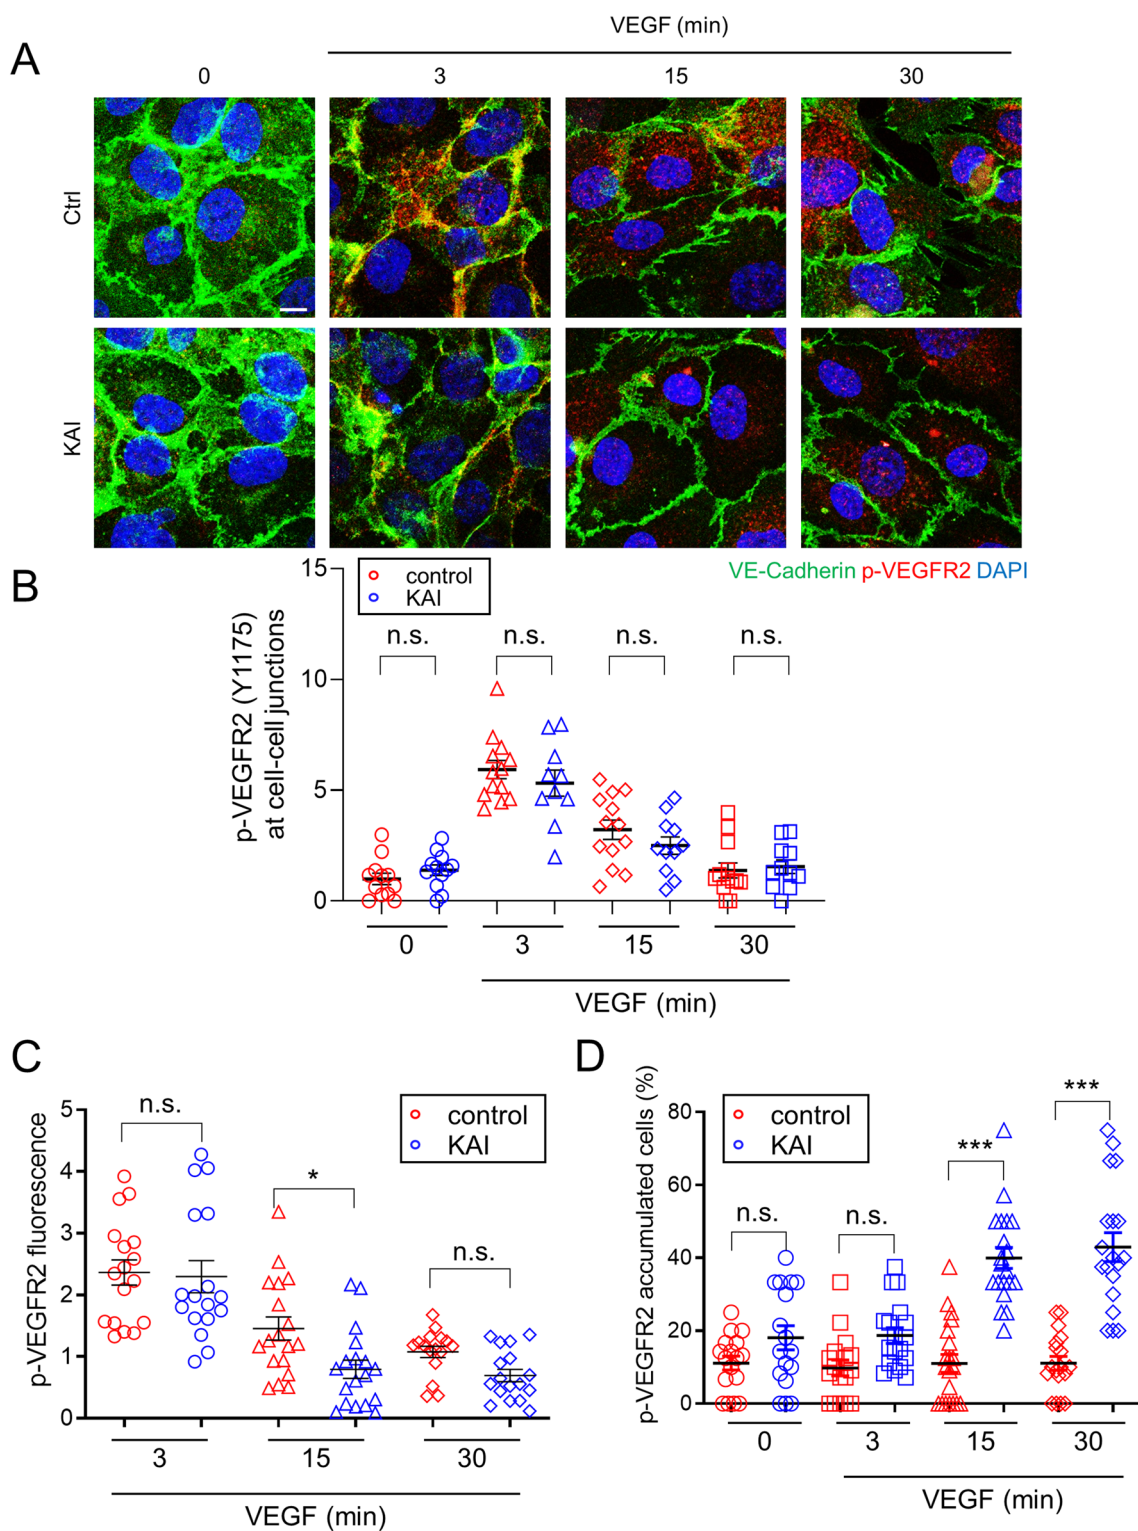 A
VEGF (min)
0 3 15 30
Ctrl
KAI
VE-Cadherin p-VEGFR2 DAPI
B
p-VEGFR2 (Y1175)
at cell-cell junctions
15
10
5
0
control
KAI
n.s. n.s. n.s. n.s.
0 3 15 30
VEGF (min)
C
p-VEGFR2 fluorescence
5
4
3
2
1
0
control
KAI
n.s. * n.s.
3 15 30
VEGF (min)
D
p-VEGFR2 accumulated cells (%)
80
60
40
20
0
control
KAI
n.s. n.s. *** ***
0 3 15 30
VEGF (min)